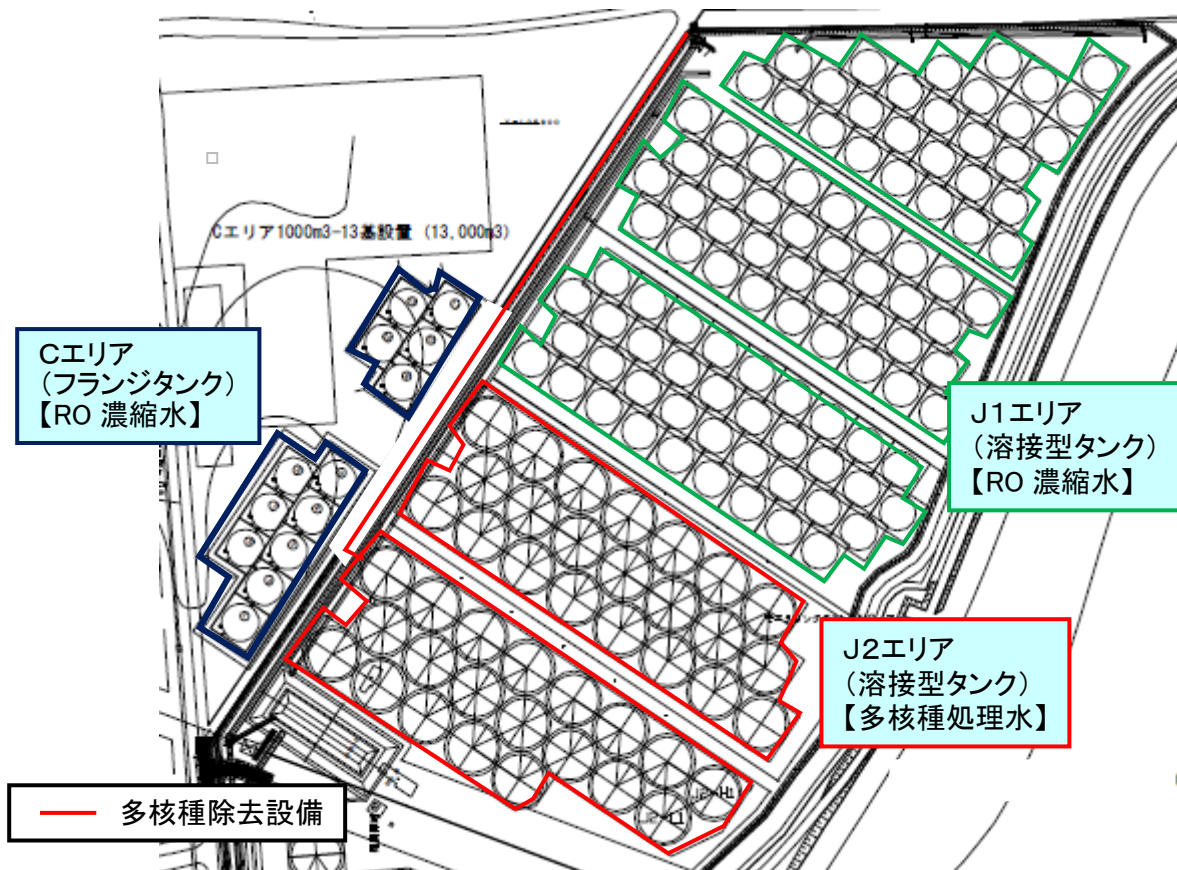 Cエリア1000m3-13基設置 (13,000m3)
Cエリア
(フランジタンク)
【RO 濃縮水】
J1エリア
(溶接型タンク)
【RO 濃縮水】
J2エリア
(溶接型タンク)
【多核種処理水】
多核種除去設備